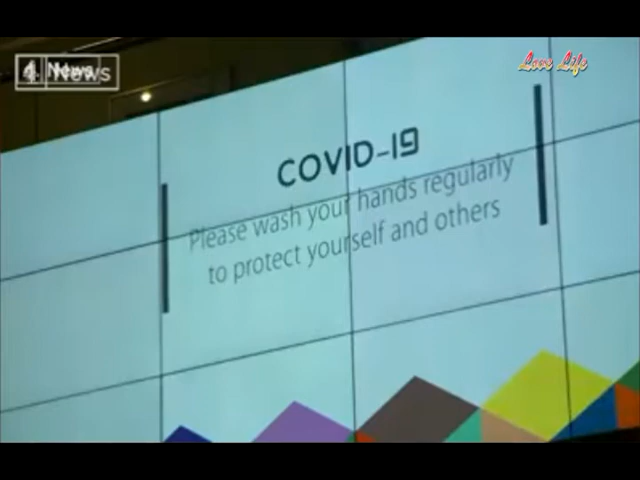 4 News
Love Life
COVID-19
Please wash your hands regularly
to protect yourself and others